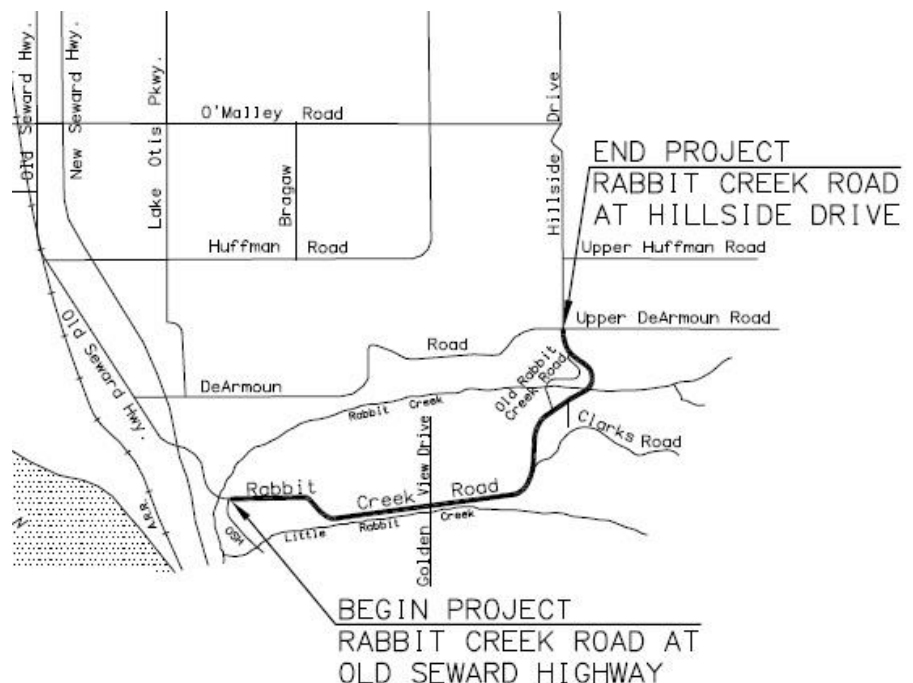 Old Seward Hwy.
New Seward Hwy.
Lake Otis Pkwy.
O'Malley Road
Bragaw
Hillside Drive
END PROJECT
RABBIT CREEK ROAD
AT HILLSIDE DRIVE
Huffman Road
Upper Huffman Road
Old Seward Hwy.
Upper DeArmoun Road
DeArmoun Road
Old Rabbit
Creek Road
Rabbit Creek
Clarks Road
Golden View Drive
Rabbit Creek Road
ARR.
OSH
Little Rabbit Creek
N
BEGIN PROJECT
RABBIT CREEK ROAD AT
OLD SEWARD HIGHWAY